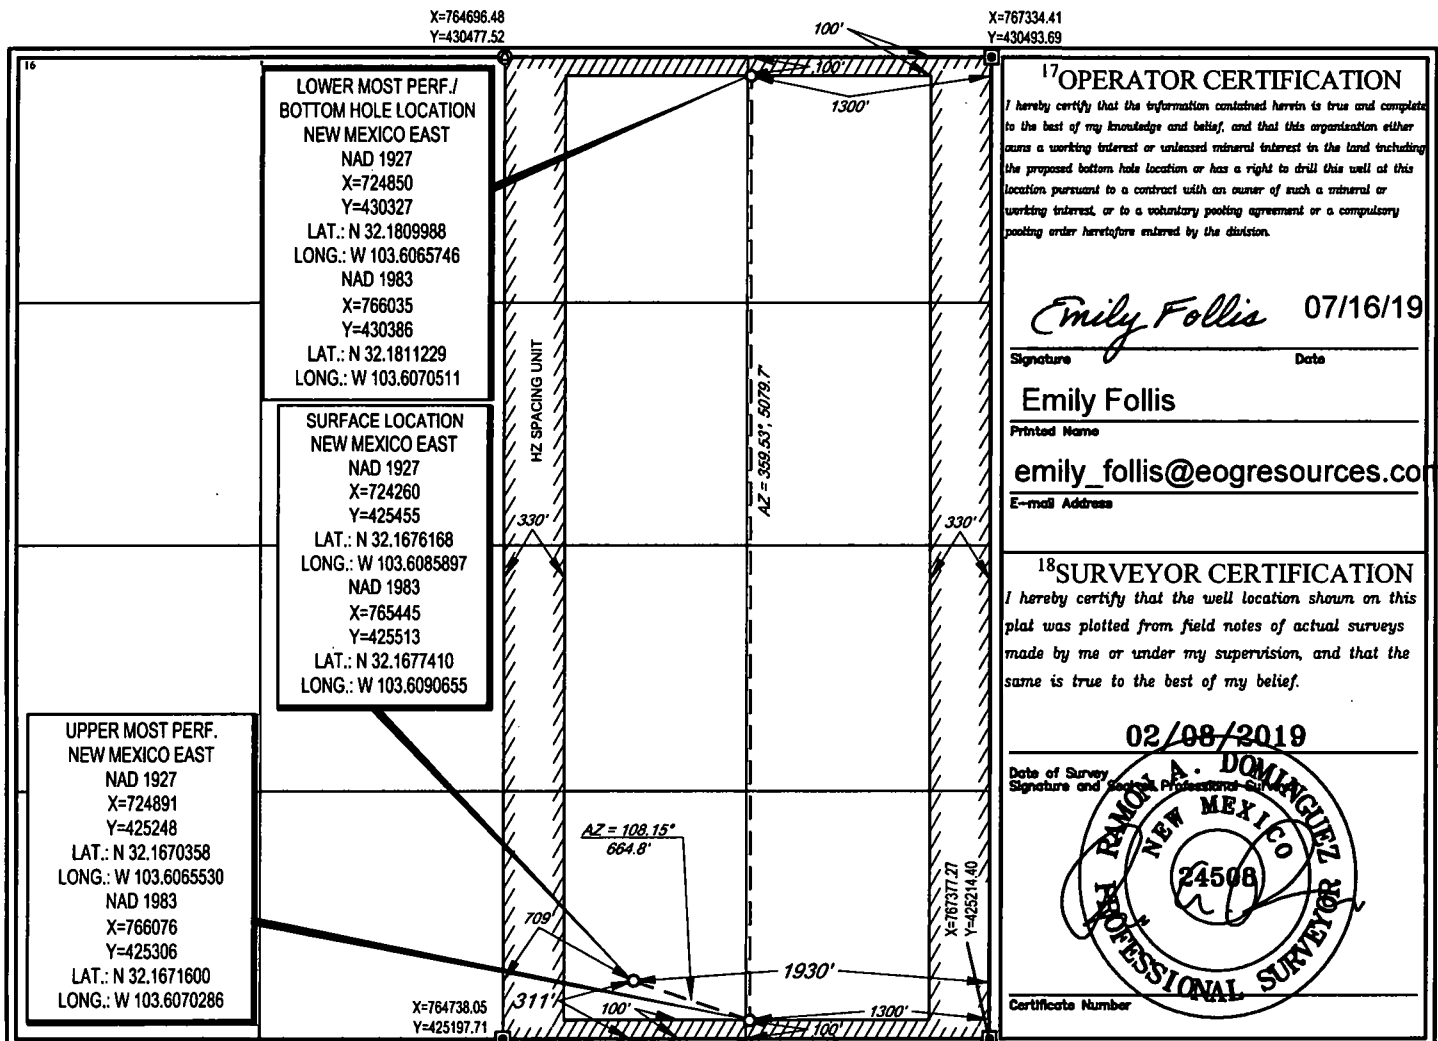 X=764696.48
Y=430477.52
X=767334.41
Y=430493.69
100'
100'
1300'
16
LOWER MOST PERF./
BOTTOM HOLE LOCATION
NEW MEXICO EAST
NAD 1927
X=724850
Y=430327
LAT.: N 32.1809988
LONG.: W 103.6065746
NAD 1983
X=766035
Y=430386
LAT.: N 32.1811229
LONG.: W 103.6070511
SURFACE LOCATION
NEW MEXICO EAST
NAD 1927
X=724260
Y=425455
LAT.: N 32.1676168
LONG.: W 103.6085897
NAD 1983
X=765445
Y=425513
LAT.: N 32.1677410
LONG.: W 103.6090655
UPPER MOST PERF.
NEW MEXICO EAST
NAD 1927
X=724891
Y=425248
LAT.: N 32.1670358
LONG.: W 103.6065530
NAD 1983
X=766076
Y=425306
LAT.: N 32.1671600
LONG.: W 103.6070286
HZ SPACING UNIT
AZ = 359.53°, 5079.7'
330'
330'
AZ = 108.15°
664.8'
709'
1930'
311'
100'
1300'
100'
X=767377.27
Y=425214.40
X=764738.05
Y=425197.71
17 OPERATOR CERTIFICATION
I hereby certify that the information contained herein is true and complete
to the best of my knowledge and belief, and that this organization either
owns a working interest or unleased mineral interest in the land including
the proposed bottom hole location or has a right to drill this well at this
location pursuant to a contract with an owner of such a mineral or
working interest, or to a voluntary pooling agreement or a compulsory
pooling order heretofore entered by the division.
Emily Follis 07/16/19
Signature Date
Emily Follis
Printed Name
emily_follis@eogresources.com
E-mail Address
18 SURVEYOR CERTIFICATION
I hereby certify that the well location shown on this
plat was plotted from field notes of actual surveys
made by me or under my supervision, and that the
same is true to the best of my belief.
02/08/2019
Date of Survey
Signature and Seal of Professional Surveyor
RAMON A. DOMINGUEZ
NEW MEXICO
24508
PROFESSIONAL SURVEYOR
Certificate Number